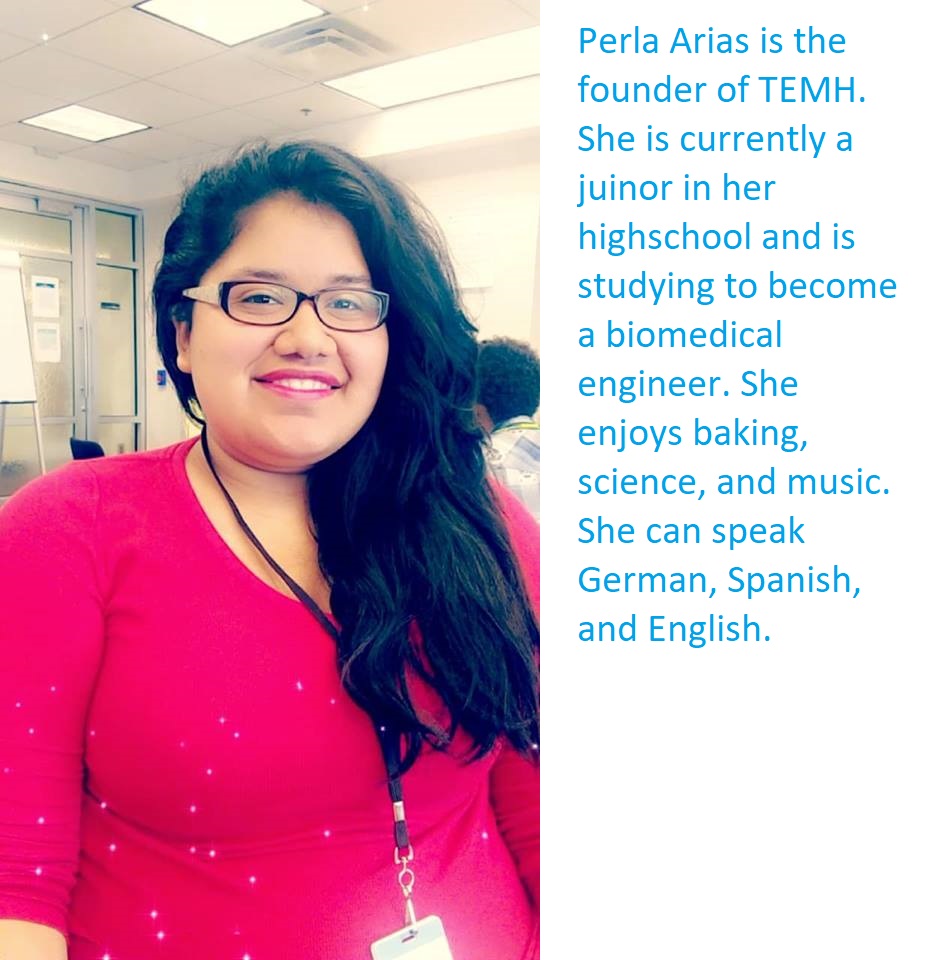 Perla Arias is the
founder of TEMH.
She is currently a
juinor in her
highschool and is
studying to become
a biomedical
engineer. She
enjoys baking,
science, and music.
She can speak
German, Spanish,
and English.